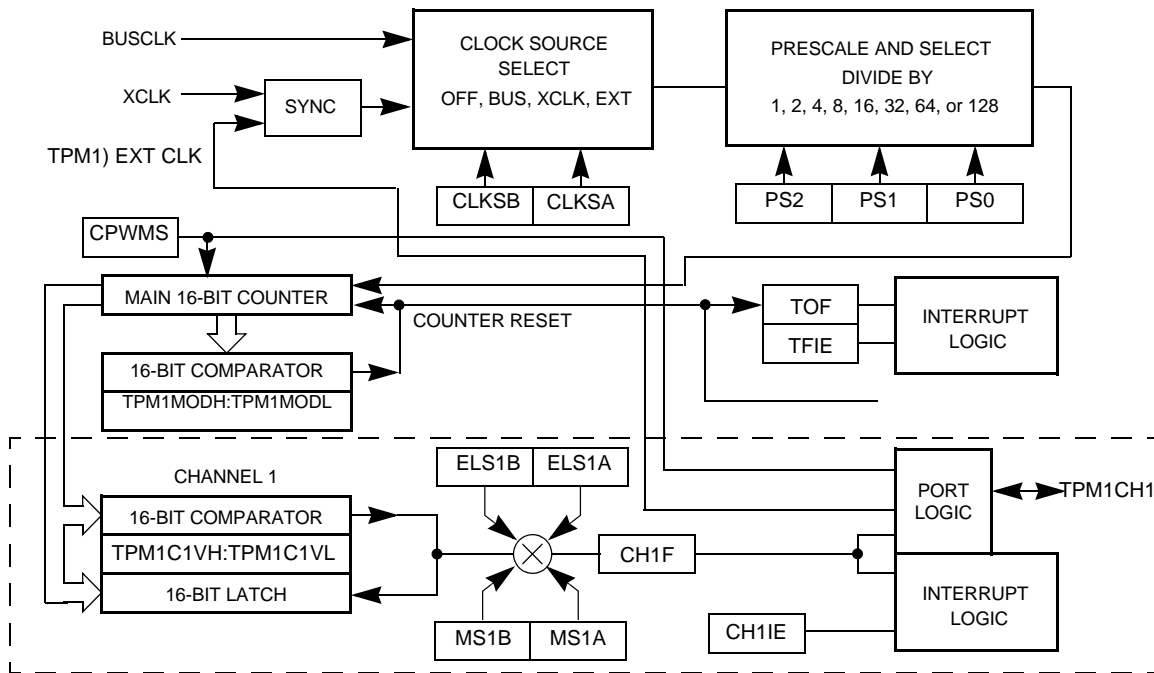 BUSCLK
XCLK
TPM1) EXT CLK
SYNC
CLOCK SOURCE
SELECT
OFF, BUS, XCLK, EXT
CLKSB
CLKSA
PRESCALE AND SELECT
DIVIDE BY
1, 2, 4, 8, 16, 32, 64, or 128
PS2
PS1
PS0
CPWMS
MAIN 16-BIT COUNTER
COUNTER RESET
16-BIT COMPARATOR
TPM1MODH:TPM1MODL
TOF
TFIE
INTERRUPT
LOGIC
CHANNEL 1
16-BIT COMPARATOR
TPM1C1VH:TPM1C1VL
16-BIT LATCH
ELS1B
ELS1A
MS1B
MS1A
CH1F
CH1IE
PORT
LOGIC
TPM1CH1
INTERRUPT
LOGIC